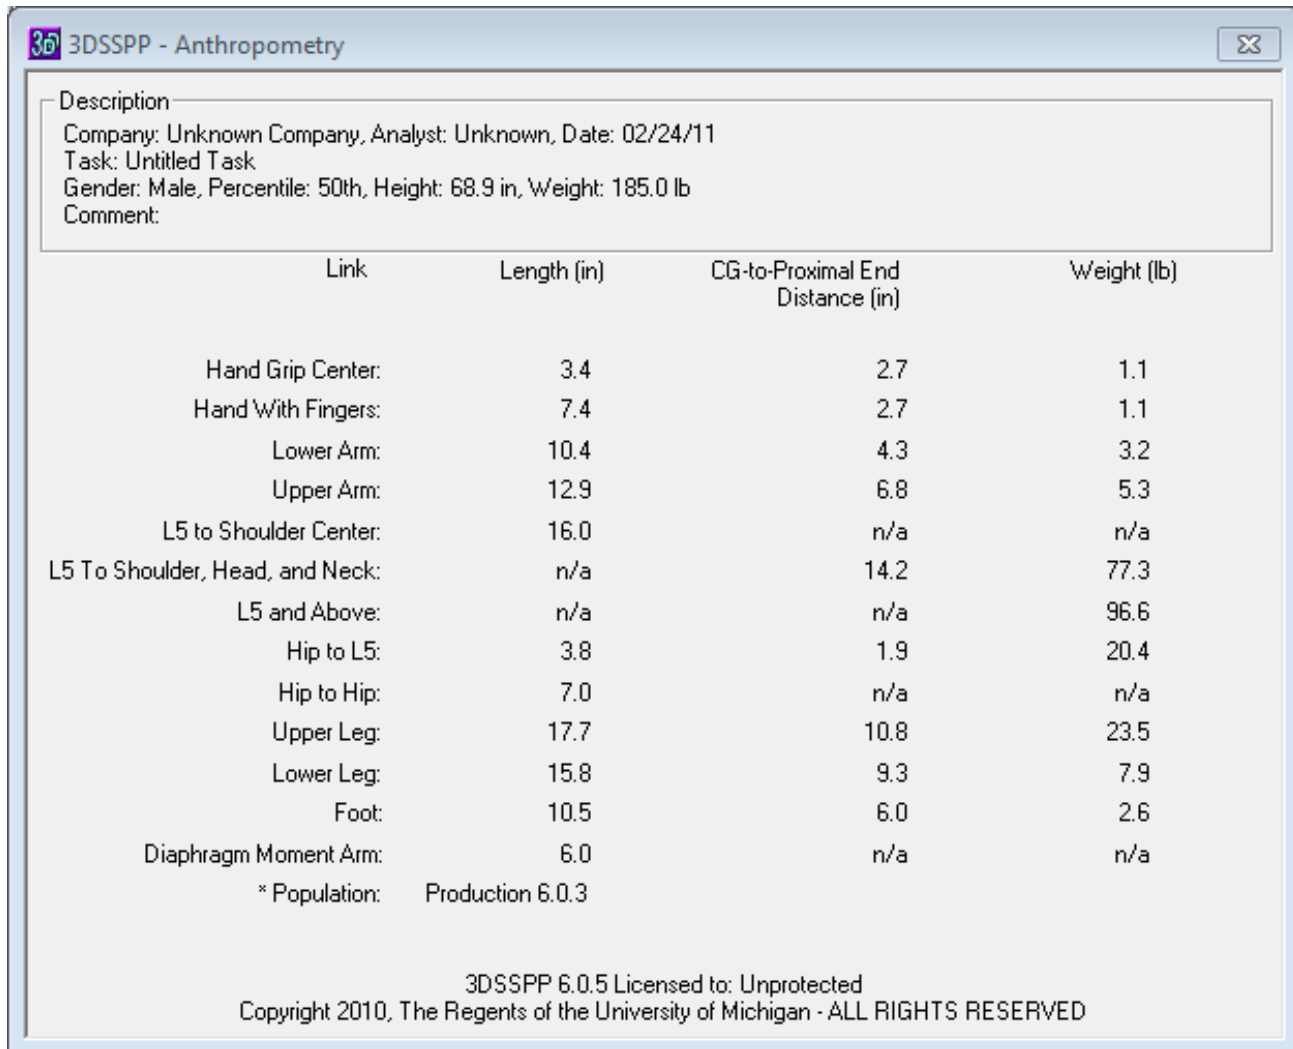 3DSSPP - Anthropometry
Description
Company: Unknown Company, Analyst: Unknown, Date: 02/24/11
Task: Untitled Task
Gender: Male, Percentile: 50th, Height: 68.9 in, Weight: 185.0 lb
Comment:
Link Length (in) CG-to-Proximal End Distance (in) Weight (lb)
Hand Grip Center: 3.4 2.7 1.1
Hand With Fingers: 7.4 2.7 1.1
Lower Arm: 10.4 4.3 3.2
Upper Arm: 12.9 6.8 5.3
L5 to Shoulder Center: 16.0 n/a n/a
L5 To Shoulder, Head, and Neck: n/a 14.2 77.3
L5 and Above: n/a n/a 96.6
Hip to L5: 3.8 1.9 20.4
Hip to Hip: 7.0 n/a n/a
Upper Leg: 17.7 10.8 23.5
Lower Leg: 15.8 9.3 7.9
Foot: 10.5 6.0 2.6
Diaphragm Moment Arm: 6.0 n/a n/a
* Population: Production 6.0.3
3DSSPP 6.0.5 Licensed to: Unprotected
Copyright 2010, The Regents of the University of Michigan - ALL RIGHTS RESERVED